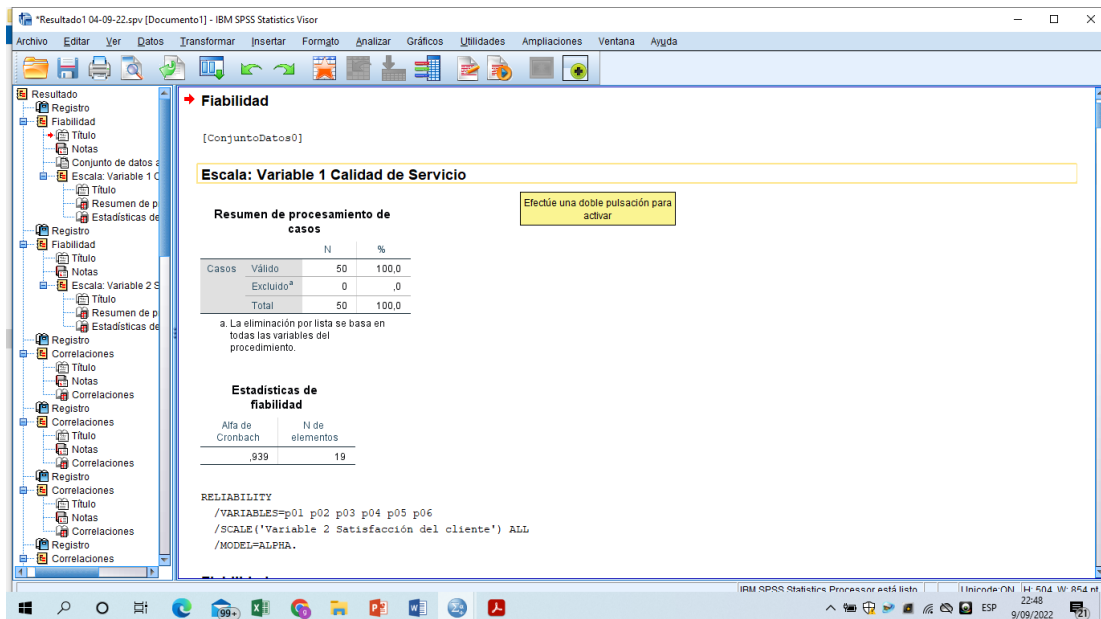 *Resultado1 04-09-22.spv [Documento1] - IBM SPSS Statistics Visor
Archivo Editar Ver Datos Transformar Insertar Formato Analizar Gráficos Utilidades Ampliaciones Ventana Ayuda
Resultado
Registro
Fiabilidad
Título
Notas
Conjunto de datos a
Escala: Variable 1 C
Título
Resumen de p
Estadísticas de
Registro
Fiabilidad
Título
Notas
Escala: Variable 2 S
Título
Resumen de p
Estadísticas de
Registro
Correlaciones
Título
Notas
Correlaciones
Registro
Correlaciones
Título
Notas
Correlaciones
Registro
Correlaciones
Título
Notas
Correlaciones
Registro
Correlaciones
Fiabilidad
[ConjuntoDatos0]
Escala: Variable 1 Calidad de Servicio
Efectúe una doble pulsación para
activar
Resumen de procesamiento de
casos
N %
Casos Válido 50 100,0
Excluido a 0 ,0
Total 50 100,0
a. La eliminación por lista se basa en
todas las variables del
procedimiento.
Estadísticas de
fiabilidad
Alfa de
Cronbach
N de
elementos
,939 19
RELIABILITY
/VARIABLES=p01 p02 p03 p04 p05 p06
/SCALE('Variable 2 Satisfacción del cliente') ALL
/MODEL=ALPHA.
IBM SPSS Statistics Processor está listo Unicode:ON H: 504, W: 854 pt
99+
ESP
22:48
9/09/2022
21